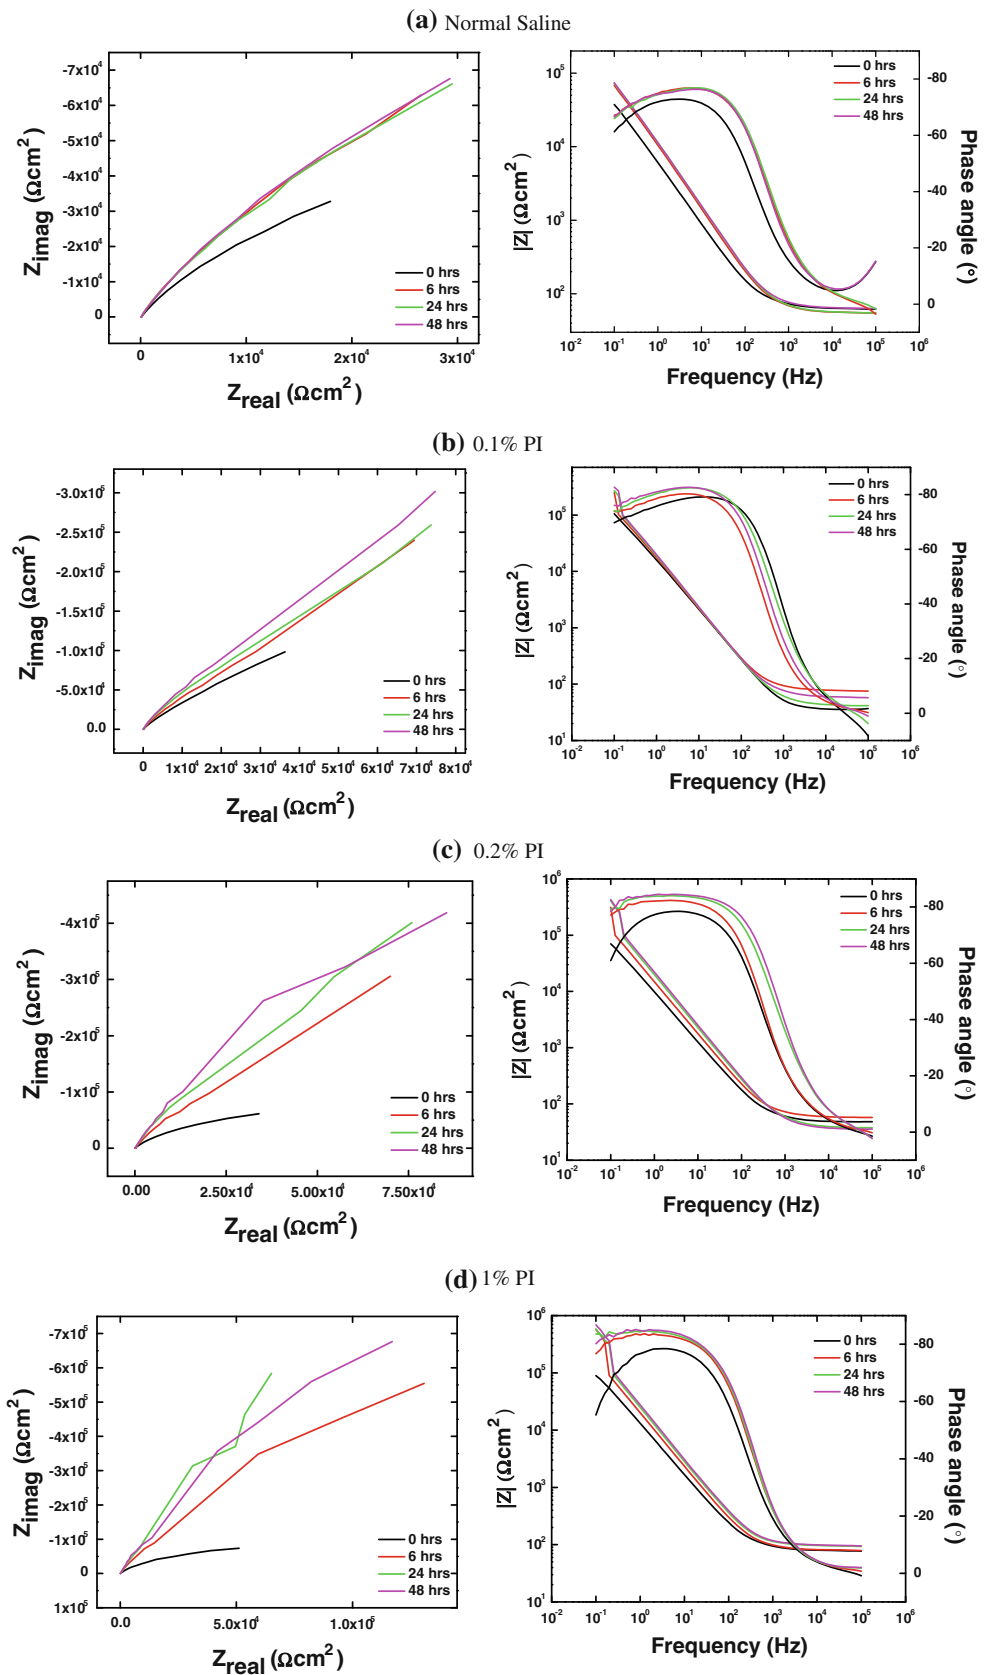 (a) Normal Saline
-7x10⁴
-6x10⁴
-5x10⁴
-4x10⁴
-3x10⁴
-2x10⁴
-1x10⁴
0
Z_imag (Ωcm²)
0 hrs
6 hrs
24 hrs
48 hrs
0 1x10⁴ 2x10⁴ 3x10⁴
Z_real (Ωcm²)
10⁵
10⁴
10³
10²
|Z| (Ωcm²)
0 hrs
6 hrs
24 hrs
48 hrs
-80
-60
-40
-20
0
Phase angle (°)
10⁻² 10⁻¹ 10⁰ 10¹ 10² 10³ 10⁴ 10⁵ 10⁶
Frequency (Hz)
(b) 0.1% PI
-3.0x10⁵
-2.5x10⁵
-2.0x10⁵
-1.5x10⁵
-1.0x10⁵
-5.0x10⁴
0.0
Z_imag (Ωcm²)
0 hrs
6 hrs
24 hrs
48 hrs
0 1x10⁴ 2x10⁴ 3x10⁴ 4x10⁴ 5x10⁴ 6x10⁴ 7x10⁴ 8x10⁴
Z_real (Ωcm²)
10⁵
10⁴
10³
10²
10¹
|Z| (Ωcm²)
0 hrs
6 hrs
24 hrs
48 hrs
-80
-60
-40
-20
0
Phase angle (°)
10⁻² 10⁻¹ 10⁰ 10¹ 10² 10³ 10⁴ 10⁵ 10⁶
Frequency (Hz)
(c) 0.2% PI
-4x10⁵
-3x10⁵
-2x10⁵
-1x10⁵
0
Z_imag (Ωcm²)
0 hrs
6 hrs
24 hrs
48 hrs
0.00 2.50x10⁴ 5.00x10⁴ 7.50x10⁴
Z_real (Ωcm²)
10⁶
10⁵
10⁴
10³
10²
10¹
|Z| (Ωcm²)
0 hrs
6 hrs
24 hrs
48 hrs
-80
-60
-40
-20
0
Phase angle (°)
10⁻² 10⁻¹ 10⁰ 10¹ 10² 10³ 10⁴ 10⁵ 10⁶
Frequency (Hz)
(d) 1% PI
-7x10⁵
-6x10⁵
-5x10⁵
-4x10⁵
-3x10⁵
-2x10⁵
-1x10⁵
0
1x10⁵
Z_imag (Ωcm²)
0 hrs
6 hrs
24 hrs
48 hrs
0.0 5.0x10⁴ 1.0x10⁵
Z_real (Ωcm²)
10⁶
10⁵
10⁴
10³
10²
10¹
|Z| (Ωcm²)
0 hrs
6 hrs
24 hrs
48 hrs
-80
-60
-40
-20
0
Phase angle (°)
10⁻² 10⁻¹ 10⁰ 10¹ 10² 10³ 10⁴ 10⁵ 10⁶
Frequency (Hz)